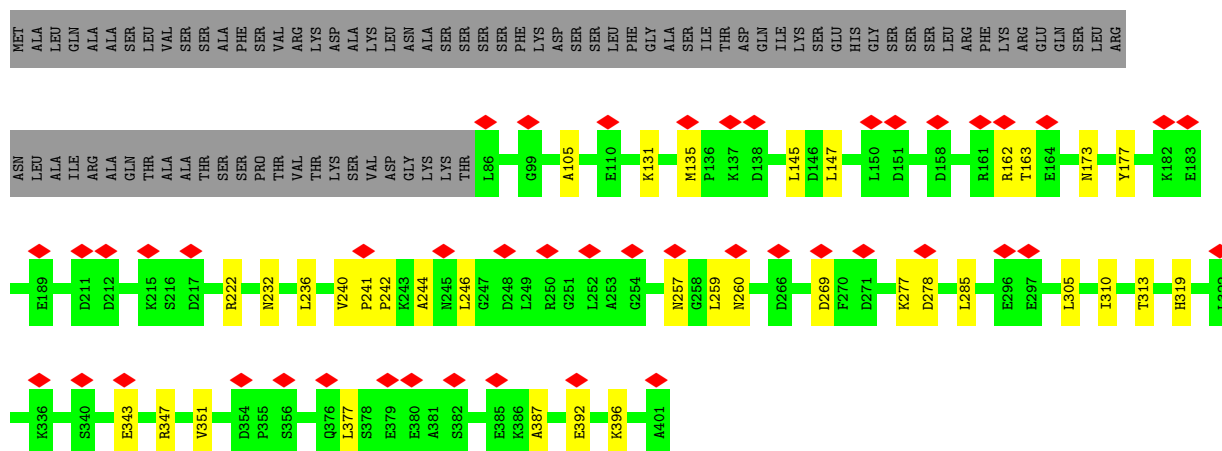 MET ALA LEU GLN ALA ALA SER LEU VAL SER SER ALA PHE SER VAL ARG LYS ASP ALA LYS LEU ASN ALA SER SER SER SER PHE LYS ASP SER SER LEU PHE GLY ALA SER ILE THR ASP GLN ILE LYS SER GLU HIS GLY SER SER SER LEU ARG PHE LYS ARG GLU GLN SER LEU ARG
ASN LEU ALA ILE ARG ALA GLN THR ALA ALA THR SER SER PRO THR VAL THR LYS SER VAL ASP GLY LYS LYS THR L86 G99 A105 E110 K131 M135 P136 K137 D138 L145 D146 L147 L150 D151 D158 R161 R162 T163 E164 N173 Y177 K182 E183
E189 D211 D212 K215 S216 D217 R222 N232 L236 V240 P241 P242 K243 A244 N245 L246 G247 D248 L249 R250 G251 L252 A253 G254 N257 G258 L259 N260 D266 D269 F270 D271 K277 D278 L285 E296 E297 L305 I310 T313 H319
K336 S340 E343 R347 V351 D354 P355 S356 Q376 L377 S378 E379 E380 A381 S382 E385 K386 A387 E392 K396 A401